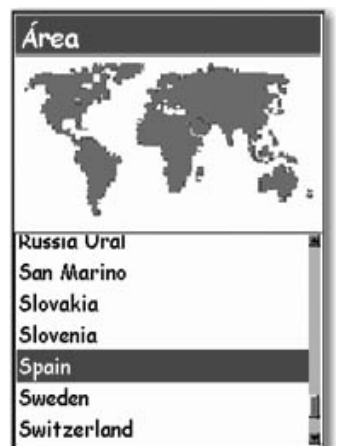 Área
Russia Ural
San Marino
Slovakia
Slovenia
Spain
Sweden
Switzerland